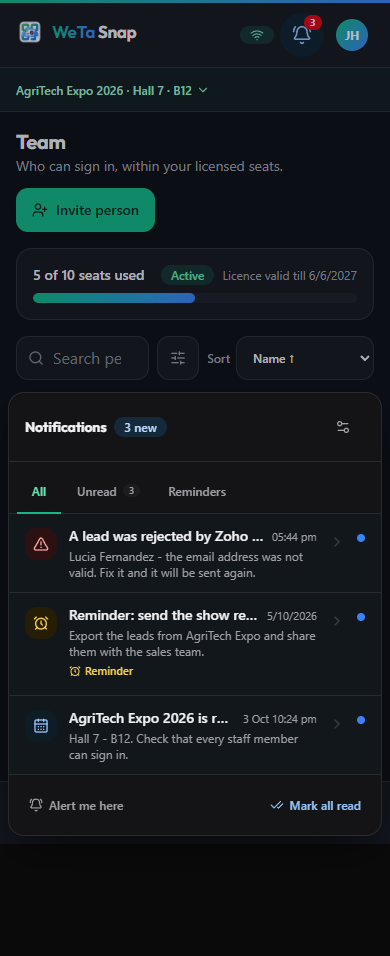 WeTa Snap
3
JH
AgriTech Expo 2026 · Hall 7 · B12
Team
Who can sign in, within your licensed seats.
Invite person
5 of 10 seats used Active Licence valid till 6/6/2027
Search pe Sort Name ↑
Notifications 3 new
All Unread 3 Reminders
A lead was rejected by Zoho ... 05:44 pm
Lucia Fernandez - the email address was not
valid. Fix it and it will be sent again.
Reminder: send the show re... 5/10/2026
Export the leads from AgriTech Expo and share
them with the sales team.
Reminder
AgriTech Expo 2026 is r... 3 Oct 10:24 pm
Hall 7 - B12. Check that every staff member
can sign in.
Alert me here Mark all read